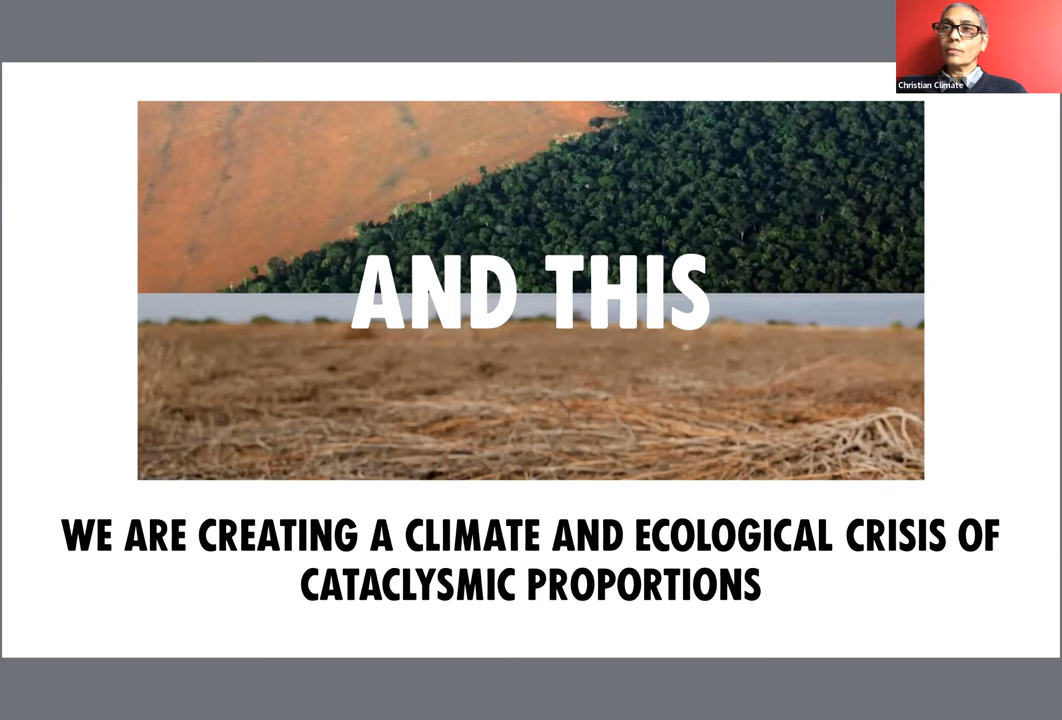 Christian Climate
AND THIS
WE ARE CREATING A CLIMATE AND ECOLOGICAL CRISIS OF
CATACLYSMIC PROPORTIONS